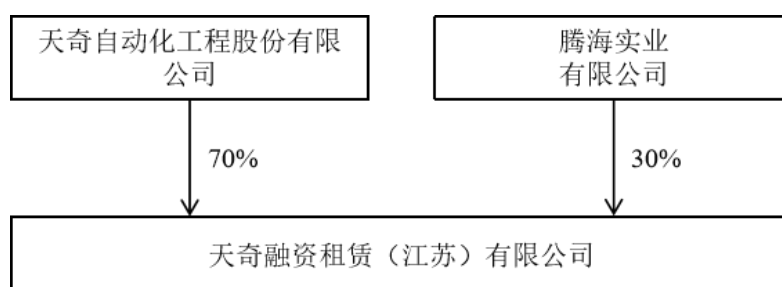 天奇自动化工程股份有限
公司
腾海实业
有限公司
70%
30%
天奇融资租赁（江苏）有限公司